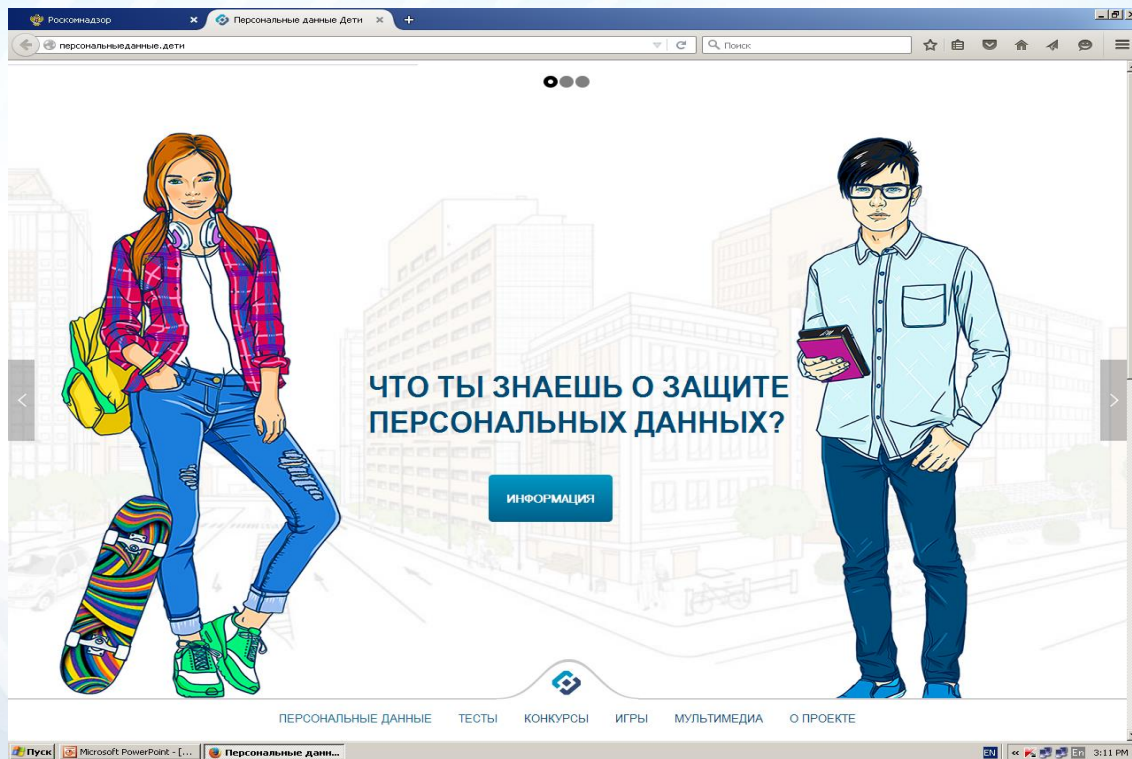 Роскомнадзор
Персональные данные Дети
персональныеданные.дети
Поиск
ЧТО ТЫ ЗНАЕШЬ О ЗАЩИТЕ
ПЕРСОНАЛЬНЫХ ДАННЫХ?
ИНФОРМАЦИЯ
ПЕРСОНАЛЬНЫЕ ДАННЫЕ ТЕСТЫ КОНКУРСЫ ИГРЫ МУЛЬТИМЕДИА О ПРОЕКТЕ
Пуск Microsoft PowerPoint - [... Персональные данн... EN « En 3:11 PM